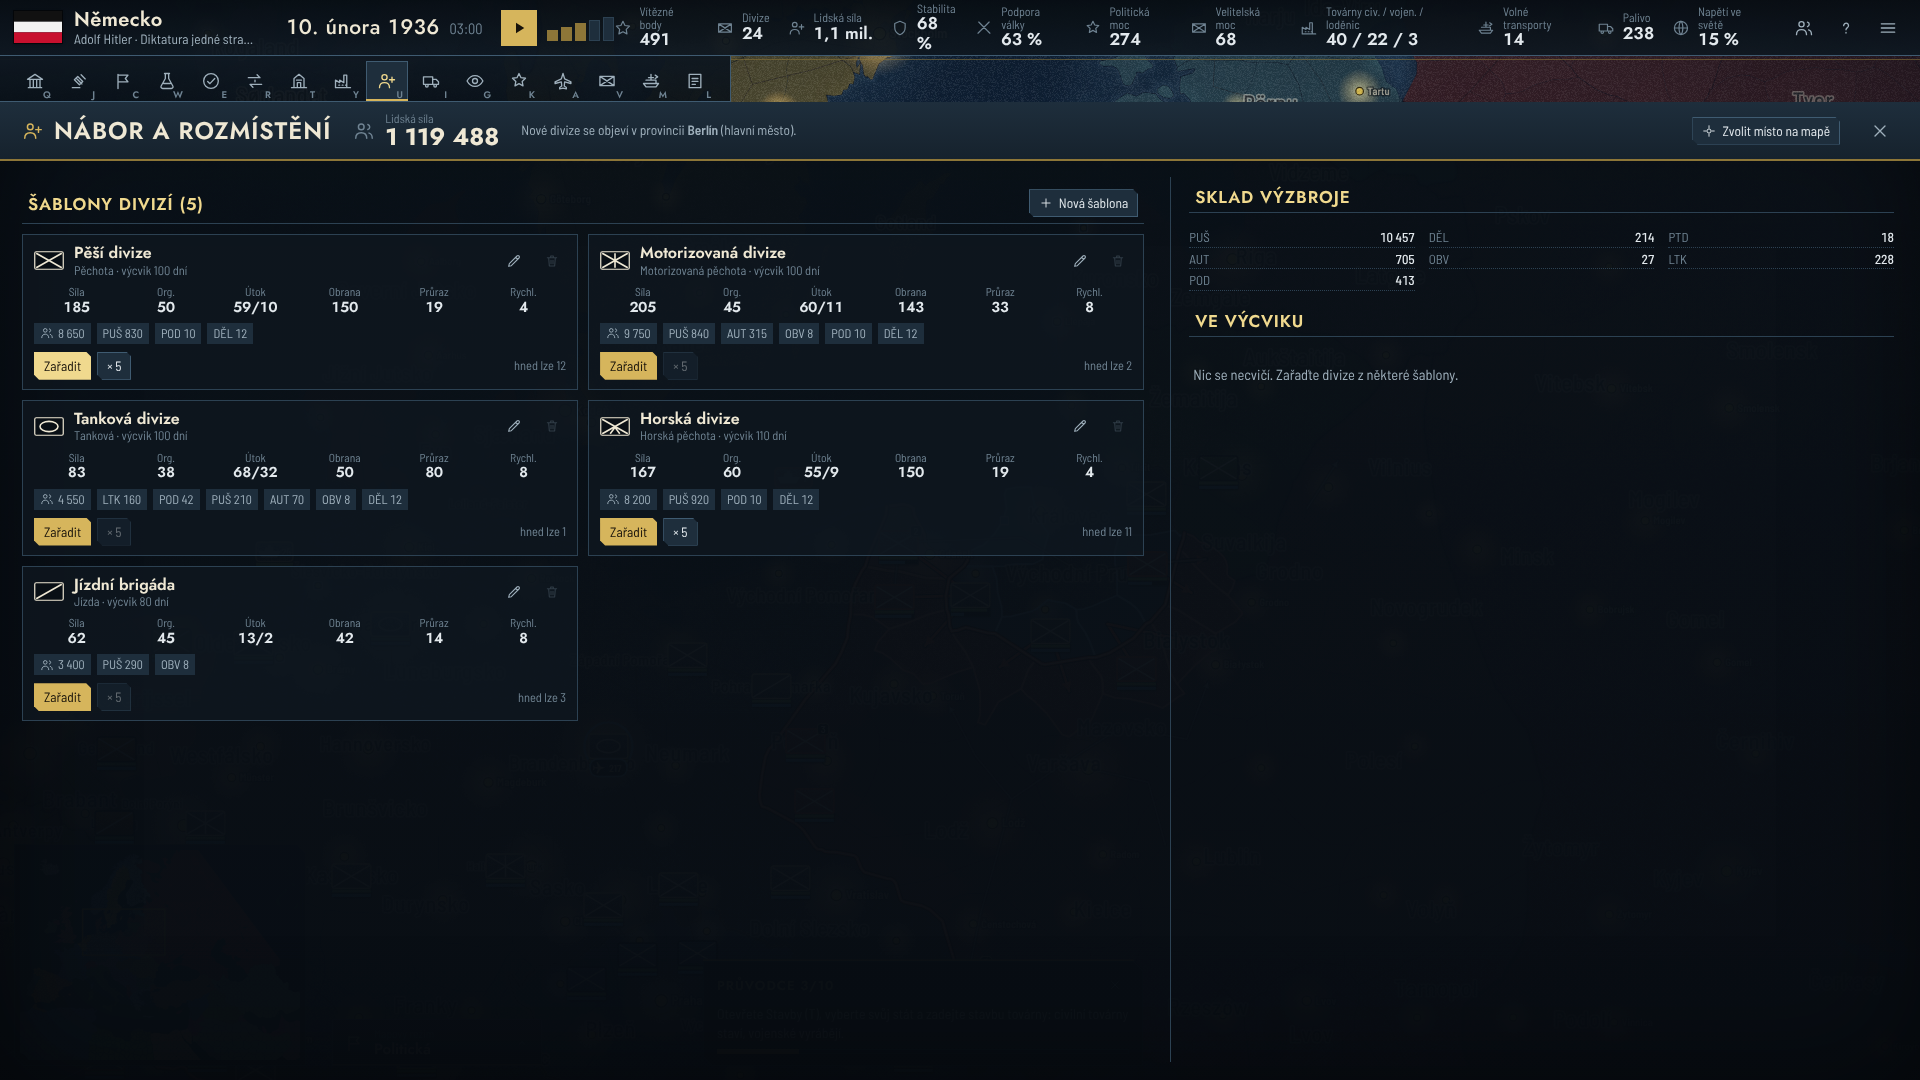 Německo
Adolf Hitler · Diktatura jedné stra...
10. února 1936 03:00
Vítězné body 491
Divize 24
Lidská síla 1,1 mil.
Stabilita 68 %
Podpora války 63 %
Politická moc 274
Velitelská moc 68
Továrny civ. / vojen. / loděnic 40 / 22 / 3
Volné transporty 14
Palivo 238
Napětí ve světě 15 %
?
Q J C W E R T Y U I G K A V M L
Tartu
NÁBOR A ROZMÍSTĚNÍ
Lidská síla
1 119 488
Nové divize se objeví v provincii Berlín (hlavní město).
Zvolit místo na mapě
ŠABLONY DIVIZÍ (5)
+ Nová šablona
Pěší divize
Pěchota · výcvik 100 dní
Síla Org. Útok Obrana Průraz Rychl.
185 50 59/10 150 19 4
8 650 PUŠ 830 POD 10 DĚL 12
Zařadit × 5 hned lze 12
Motorizovaná divize
Motorizovaná pěchota · výcvik 100 dní
Síla Org. Útok Obrana Průraz Rychl.
205 45 60/11 143 33 8
9 750 PUŠ 840 AUT 315 OBV 8 POD 10 DĚL 12
Zařadit × 5 hned lze 2
Tanková divize
Tanková · výcvik 100 dní
Síla Org. Útok Obrana Průraz Rychl.
83 38 68/32 50 80 8
4 550 LTK 160 POD 42 PUŠ 210 AUT 70 OBV 8 DĚL 12
Zařadit × 5 hned lze 1
Horská divize
Horská pěchota · výcvik 110 dní
Síla Org. Útok Obrana Průraz Rychl.
167 60 55/9 150 19 4
8 200 PUŠ 920 POD 10 DĚL 12
Zařadit × 5 hned lze 11
Jízdní brigáda
Jízda · výcvik 80 dní
Síla Org. Útok Obrana Průraz Rychl.
62 45 13/2 42 14 8
3 400 PUŠ 290 OBV 8
Zařadit × 5 hned lze 3
SKLAD VÝZBROJE
PUŠ 10 457 DĚL 214 PTD 18
AUT 705 OBV 27 LTK 228
POD 413
VE VÝCVIKU
Nic se necvičí. Zařaďte divize z některé šablony.